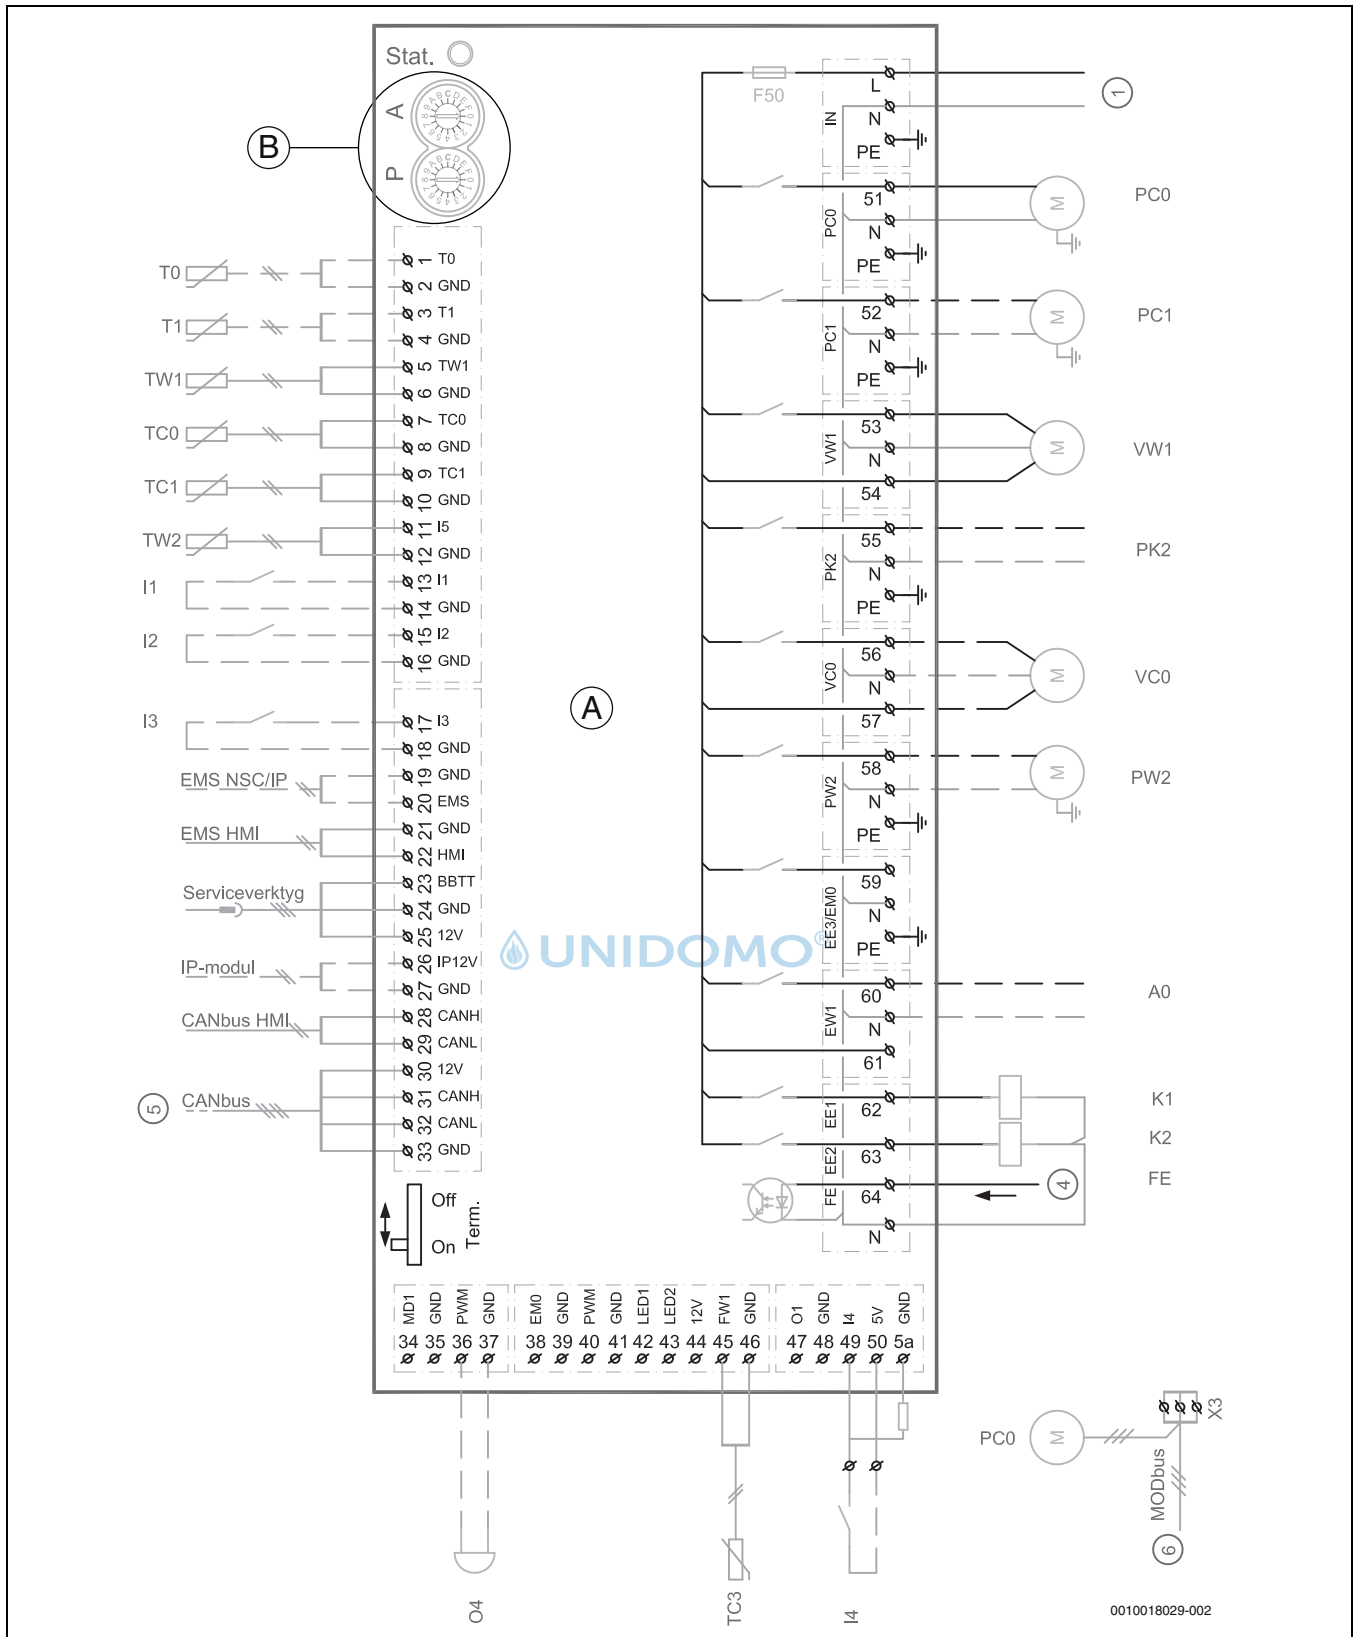 Stat.
A
P
B
F50
L
N
PE
IN
1
51
N
PE
PC0
PC0
M
52
N
PE
PC1
PC1
M
53
N
54
VW1
VW1
M
55
N
PE
PK2
PK2
56
N
57
VC0
VC0
M
58
N
PE
PW2
PW2
M
59
N
PE
EE3/EM0
60
N
61
EW1
A0
62
EE1
K1
63
EE2
K2
64
N
FE
4
FE
T0
1 T0
2 GND
T1
3 T1
4 GND
TW1
5 TW1
6 GND
TC0
7 TC0
8 GND
TC1
9 TC1
10 GND
TW2
11 I5
12 GND
I1
13 I1
14 GND
I2
15 I2
16 GND
I3
17 I3
18 GND
EMS NSC/IP
19 GND
20 EMS
EMS HMI
21 GND
22 HMI
Serviceverktyg
23 BBTT
24 GND
25 12V
IP-modul
26 IP12V
27 GND
CANbus HMI
28 CANH
29 CANL
5
CANbus
30 12V
31 CANH
32 CANL
33 GND
A
UNIDOMO®
Off
On
Term.
MD1 GND PWM GND
34 35 36 37
EM0 GND PWM GND LED1 LED2 12V FW1 GND
38 39 40 41 42 43 44 45 46
O1 GND I4 5V GND
47 48 49 50 5a
O4
TC3
I4
PC0
M
X3
MODbus
6
0010018029-002